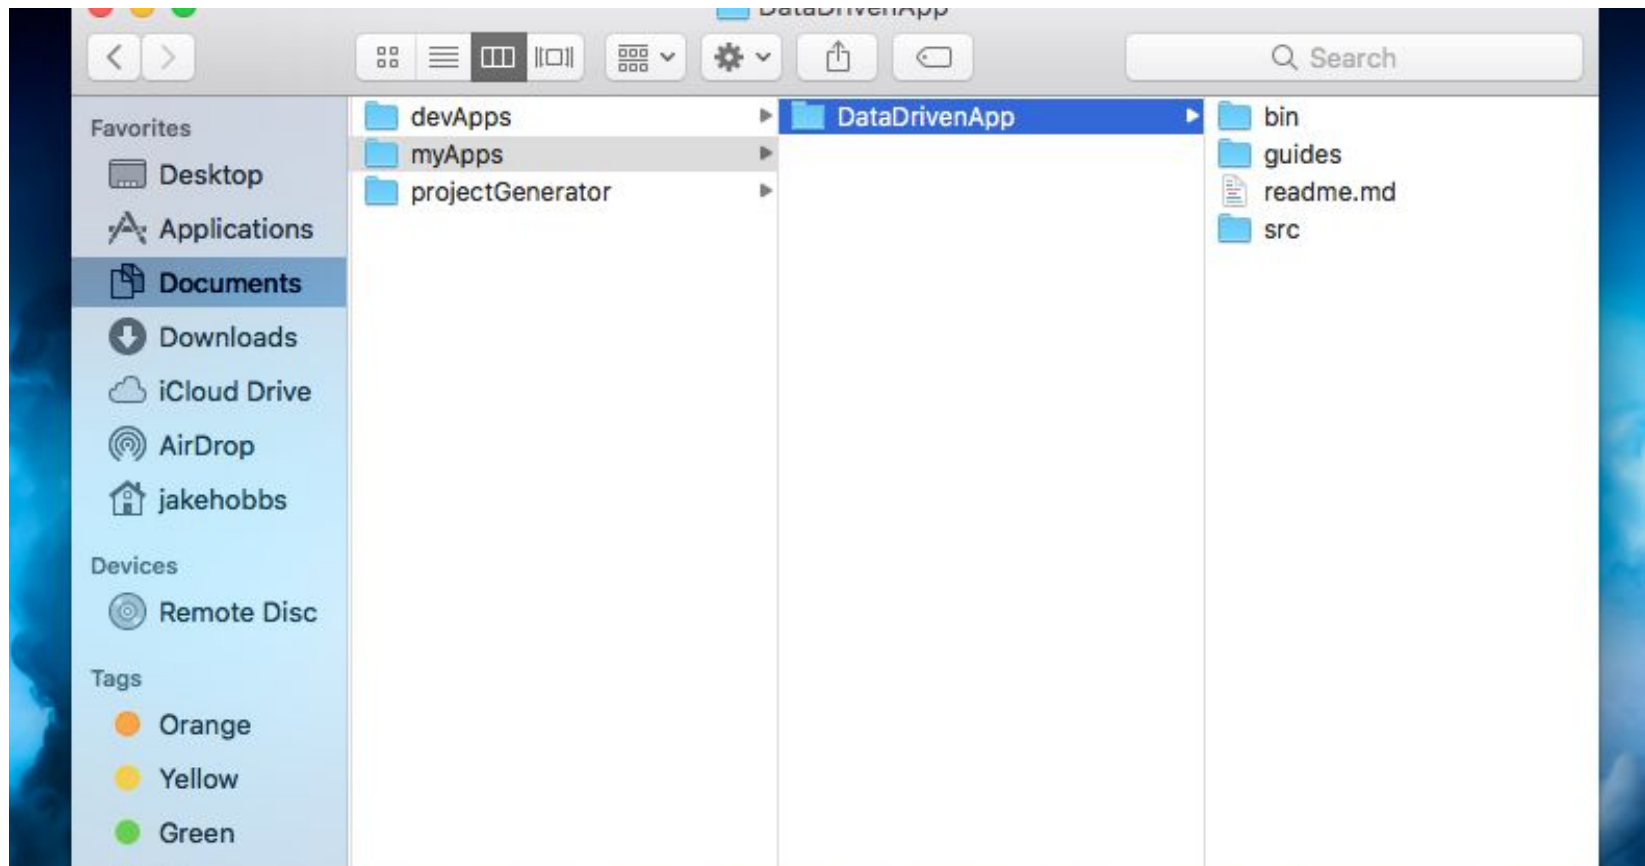 DataDrivenApp
Search
Favorites
Desktop
Applications
Documents
Downloads
iCloud Drive
AirDrop
jakehobbs
Devices
Remote Disc
Tags
Orange
Yellow
Green
devApps
myApps
projectGenerator
DataDrivenApp
bin
guides
readme.md
src